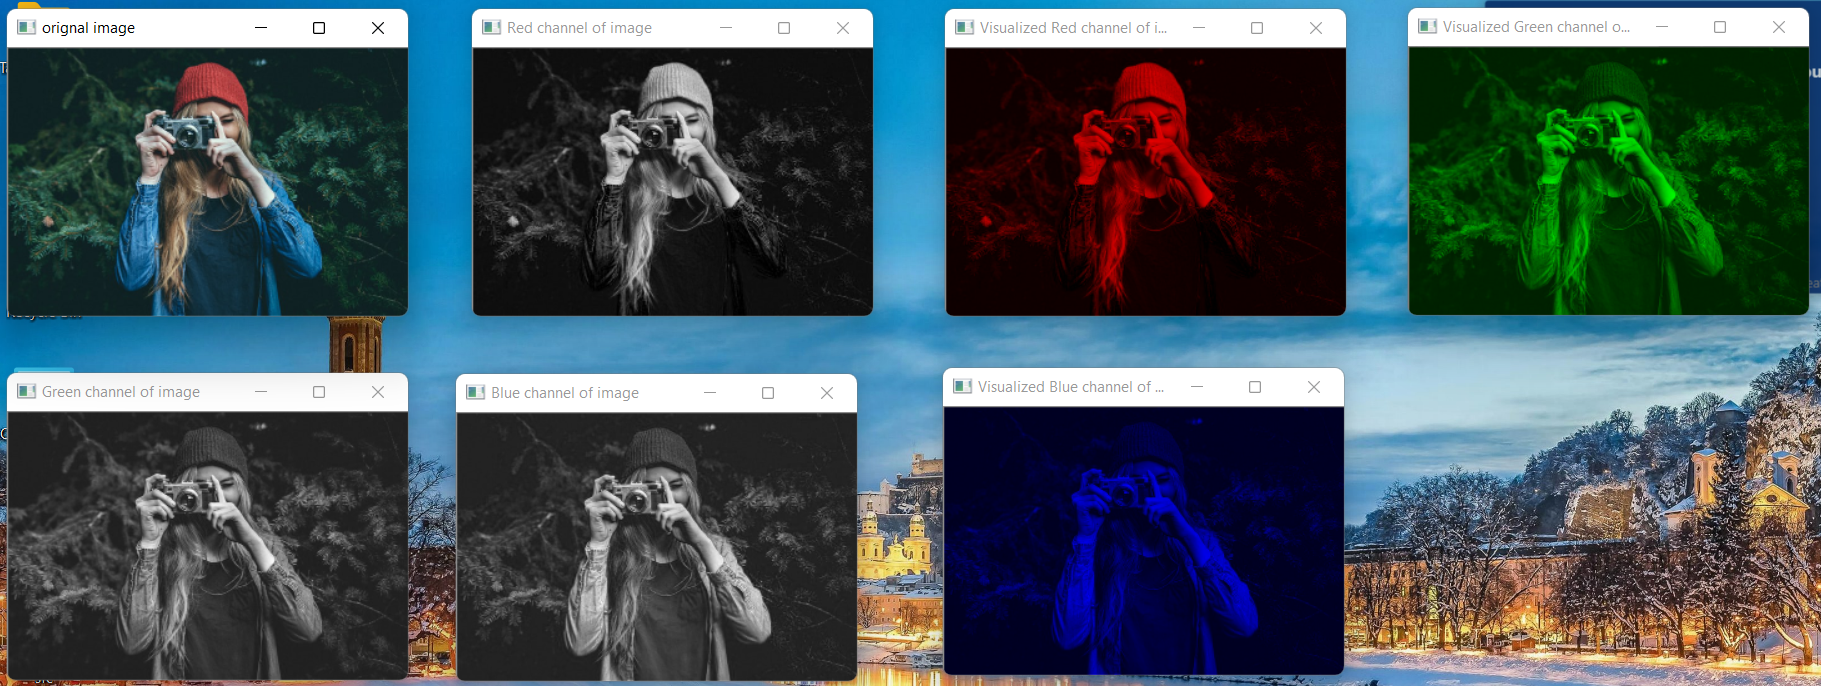 orignal image
Red channel of image
Visualized Red channel of i...
Visualized Green channel o...
Green channel of image
Blue channel of image
Visualized Blue channel of ...